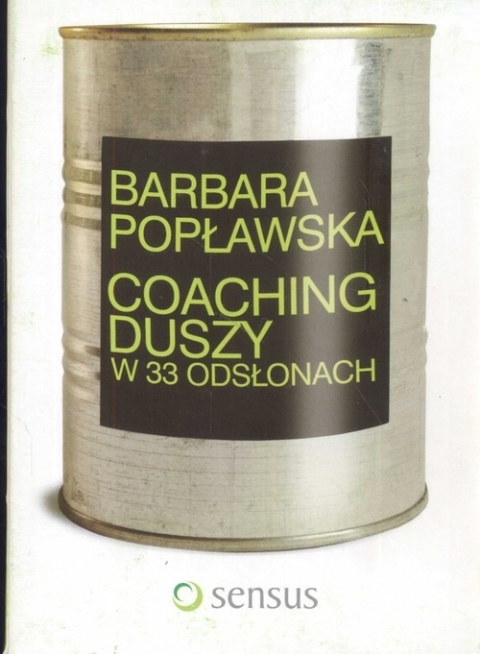 BARBARA
POPŁAWSKA
COACHING
DUSZY
W 33 ODSŁONACH
sensus